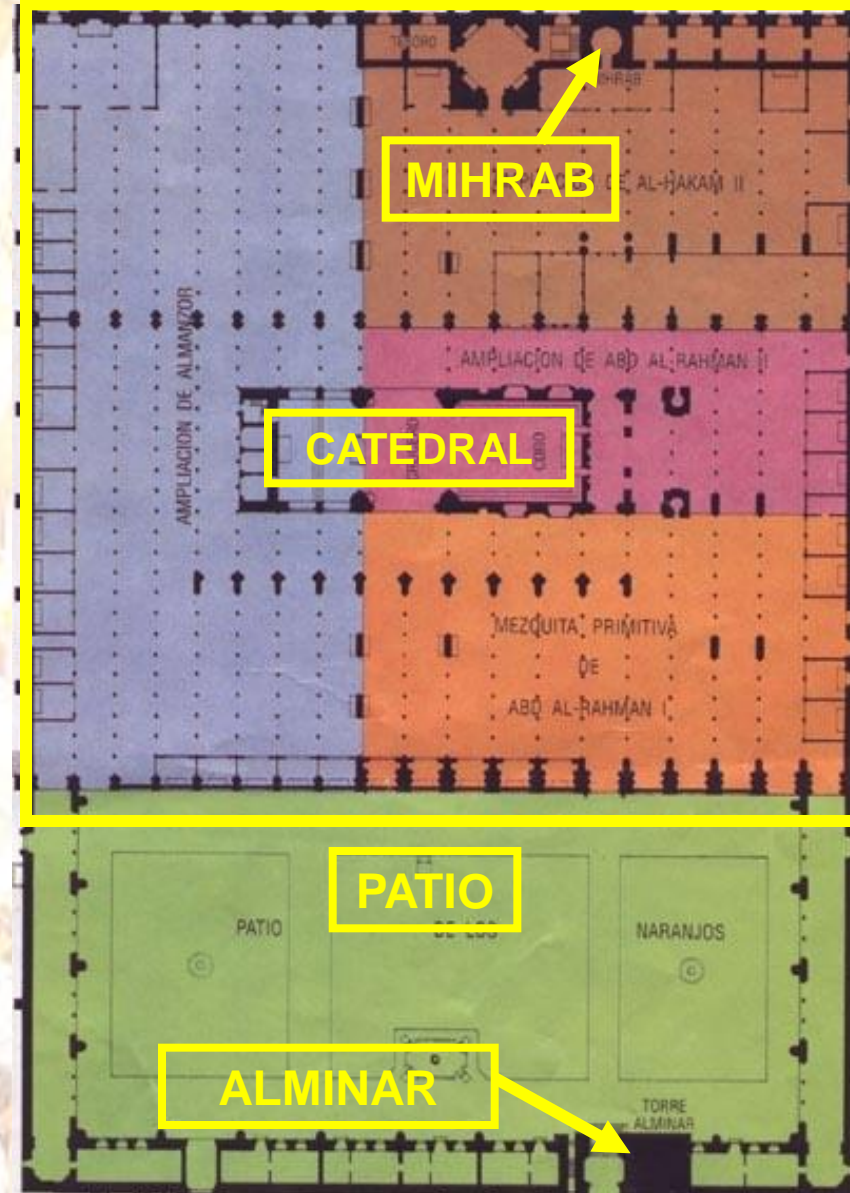 TESORO
MIHRAB
MIHRAB
DE AL-HAKAM II
AMPLIACION DE ALMANZOR
AMPLIACION DE ABD AL-RAHMAN II
CATEDRAL
CORO
MEZQUITA PRIMITIVA
DE
ABD AL-RAHMAN I
PATIO
PATIO DE LOS NARANJOS
ALMINAR
TORRE
ALMINAR